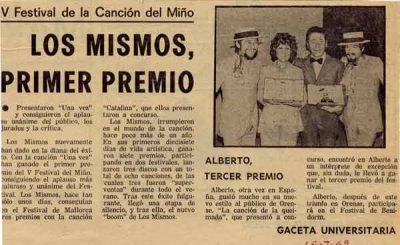 V Festival de la Canción del Miño
LOS MISMOS,
PRIMER PREMIO
● Presentaron "Una vez"
y consiguieron el aplau-
unánime del público, los
jurados y la crítica.
Los Mismos nuevamente
han dado en la diana del éxi-
to. Con la canción "Una vez"
han ganado el primer pre-
mio del V Festival del Miño,
consiguiendo el aplauso más
caluroso y unánime del Festi-
val. Los Mismos, hace tan
sólo unos días, conseguían
en el Festival de Mallorca
premios con la canción
"Catalina", que ellos presen-
taron a concurso.
Los Mismos, irrumpieron
en el mundo de la canción,
hace poco más de un año.
En sus primeros diecisiete
días de vida artística, gana-
ron siete premios, partici-
pando en dos festivales, lan-
zaron tres discos con un to-
tal de ocho canciones, de las
cuales tres fueron "super-
ventas" durante todo el ve-
rano. Tras este éxito fulgu-
rante, llegó una etapa de
silencio, y tras ella, el nuevo
"boom" de Los Mismos.
ALBERTO,
TERCER PREMIO
Alberto, otra vez en Espa-
ña, gustó mucho en su nue-
vo estilo al público de Oren-
se. "La canción de la que-
mada", que presentó a con-
curso, encontró en Alberto a
un intérprete de excepción
que, sin duda, le llevó a ga-
nar el tercer premio del fes-
tival.
Alberto, después de este
triunfo en Orense, partici-
pará en el Festival de Beni-
dorm.
GACETA UNIVERSITARIA